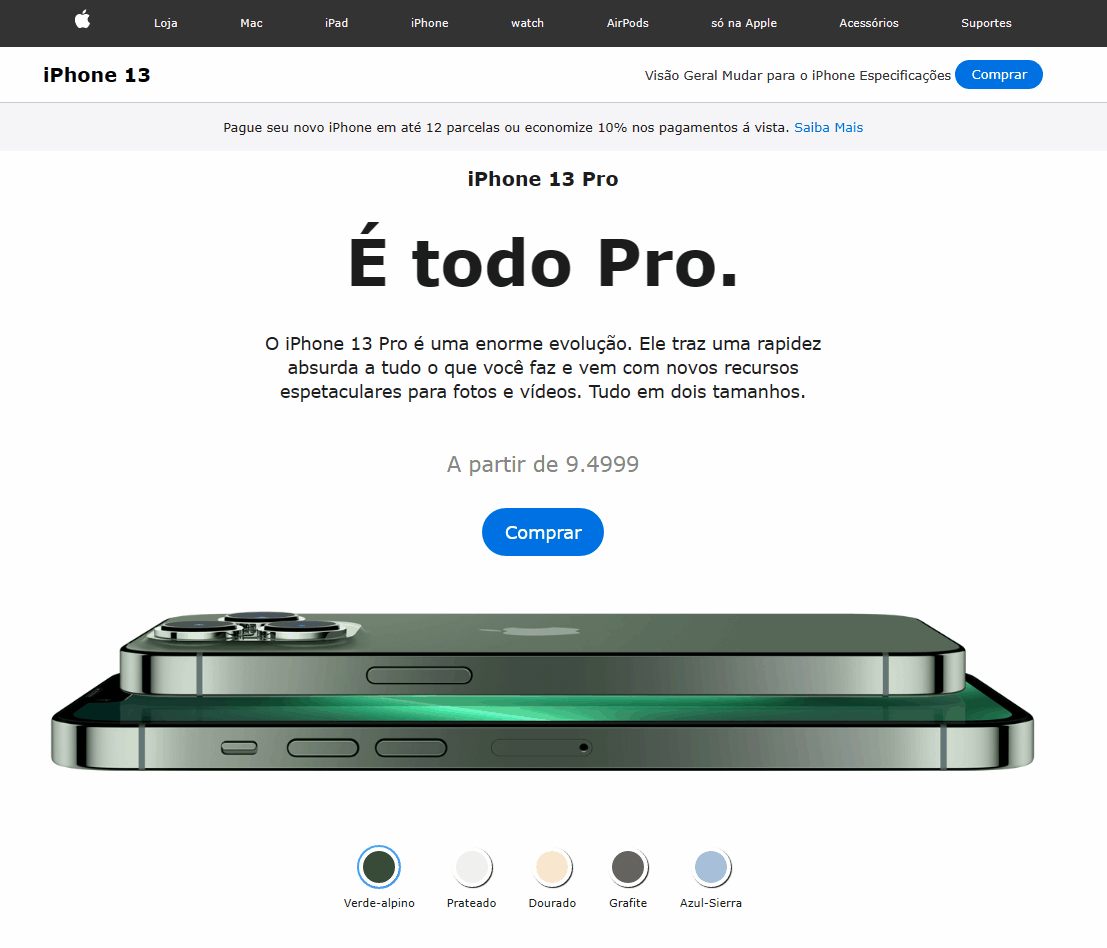 Loja Mac iPad iPhone watch AirPods só na Apple Acessórios Suportes
iPhone 13
Visão Geral Mudar para o iPhone Especificações Comprar
Pague seu novo iPhone em até 12 parcelas ou economize 10% nos pagamentos á vista. Saiba Mais
iPhone 13 Pro
É todo Pro.
O iPhone 13 Pro é uma enorme evolução. Ele traz uma rapidez
absurda a tudo o que você faz e vem com novos recursos
espetaculares para fotos e vídeos. Tudo em dois tamanhos.
A partir de 9.4999
Comprar
Verde-alpino Prateado Dourado Grafite Azul-Sierra